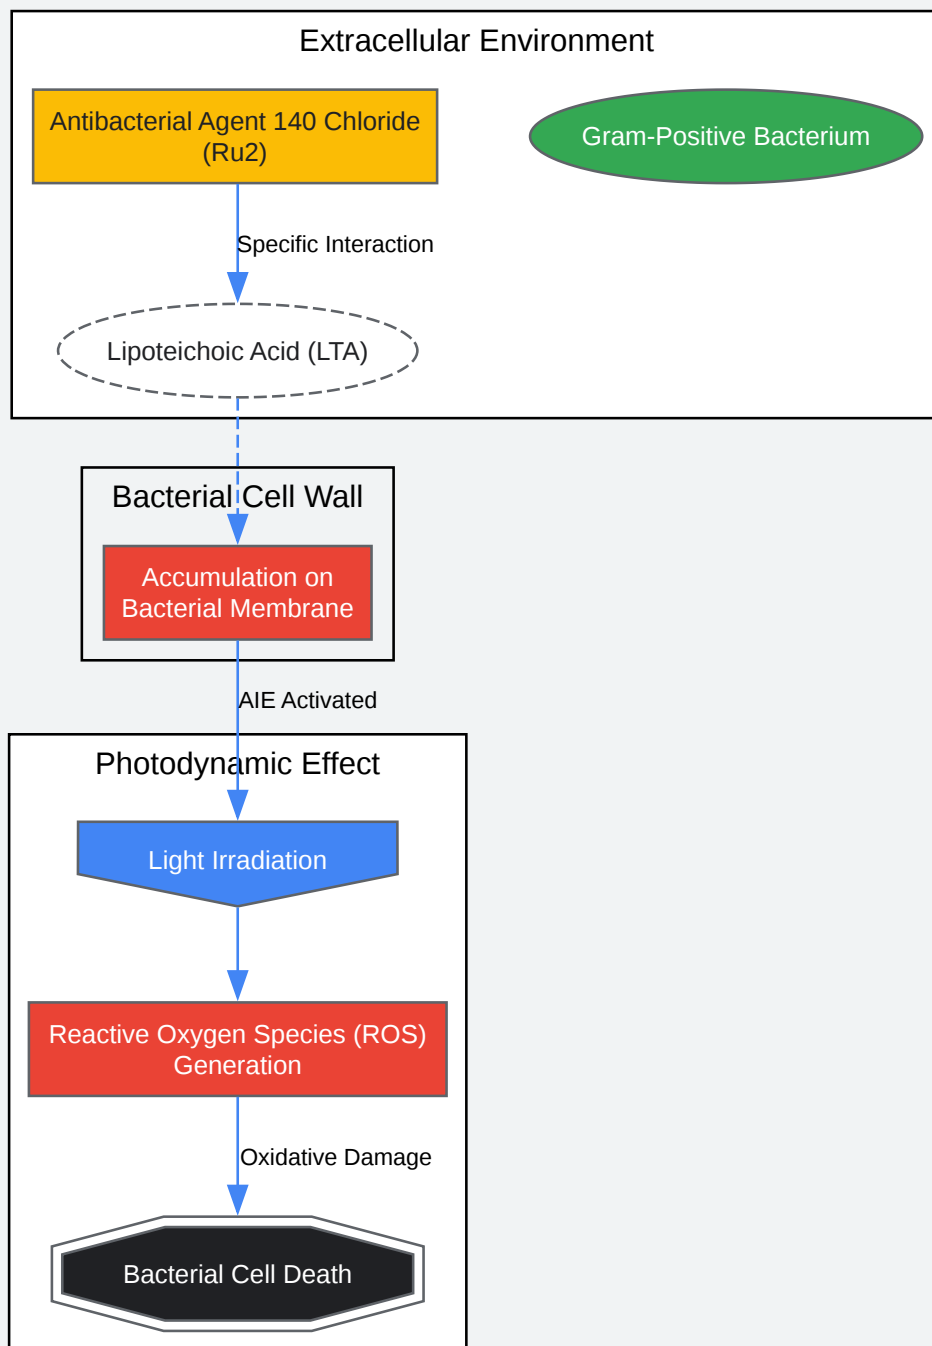 Extracellular Environment
Antibacterial Agent 140 Chloride
(Ru2)
Gram-Positive Bacterium
Specific Interaction
Lipoteichoic Acid (LTA)
Bacterial Cell Wall
Accumulation on
Bacterial Membrane
AIE Activated
Photodynamic Effect
Light Irradiation
Reactive Oxygen Species (ROS)
Generation
Oxidative Damage
Bacterial Cell Death